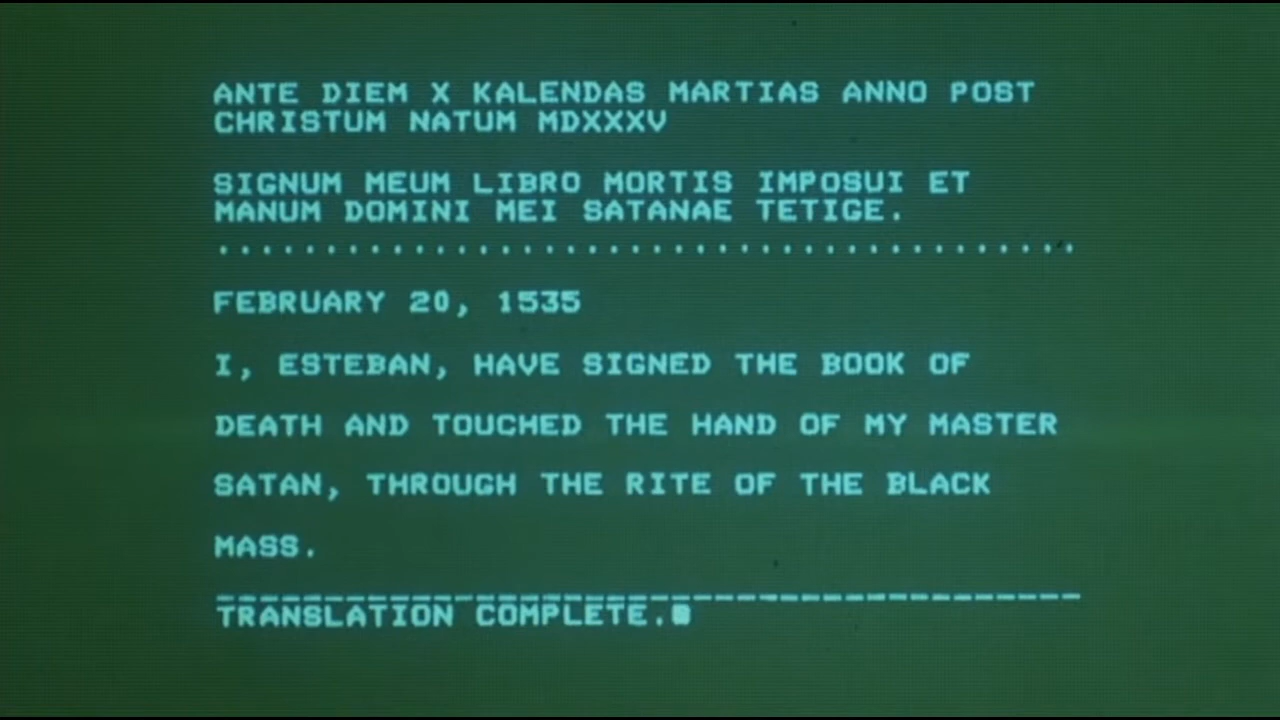 ANTE DIEM X KALENDAS MARTIAS ANNO POST
CHRISTUM NATUM MDXXXV
SIGNUM MEUM LIBRO MORTIS IMPOSUI ET
MANUM DOMINI MEI SATANAE TETIGE.
........................................
FEBRUARY 20, 1535
I, ESTEBAN, HAVE SIGNED THE BOOK OF
DEATH AND TOUCHED THE HAND OF MY MASTER
SATAN, THROUGH THE RITE OF THE BLACK
MASS.
TRANSLATION COMPLETE.